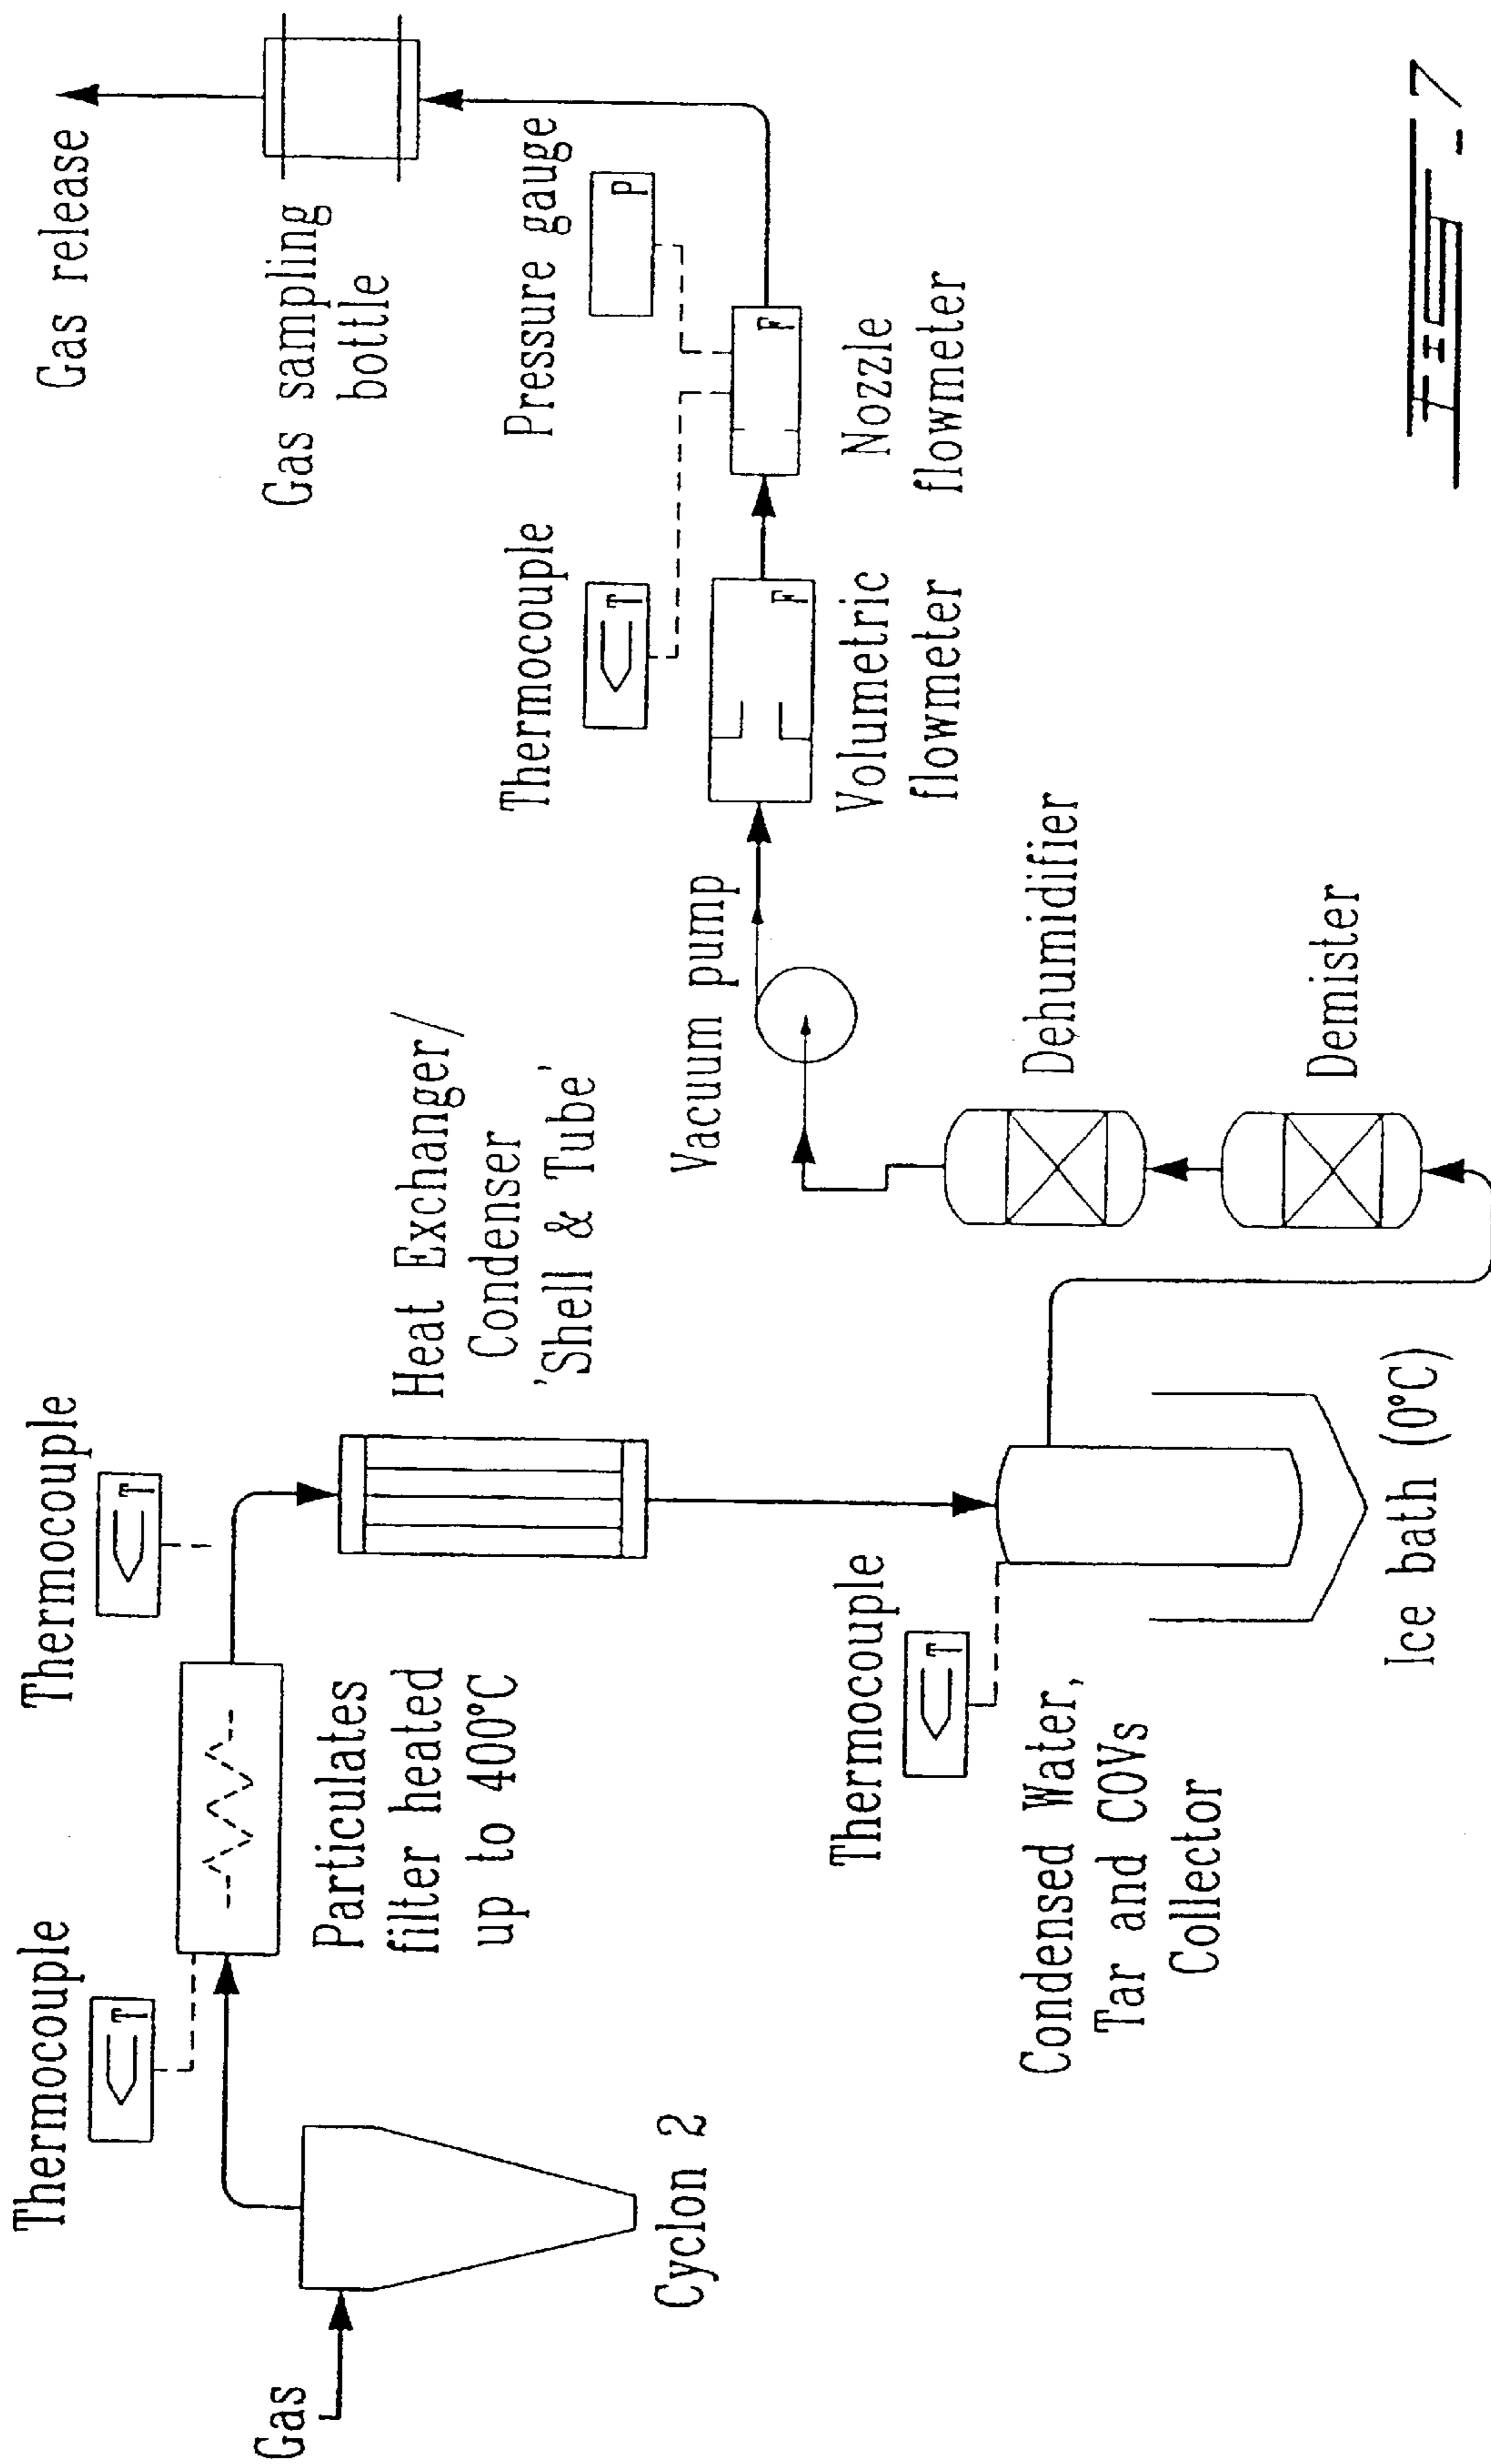 Gas
Cyclon 2
Thermocouple
T
Particulates
filter heated
up to 400°C
Thermocouple
T
Heat Exchanger/
Condenser
'Shell & Tube'
Thermocouple
T
Condensed Water,
Tar and COVs
Collector
Ice bath (0°C)
Demister
Dehumidifier
Vacuum pump
Volumetric
flowmeter
F
Thermocouple
T
Nozzle
flowmeter
F
Pressure gauge
P
Gas sampling
bottle
Gas release
FIG-7